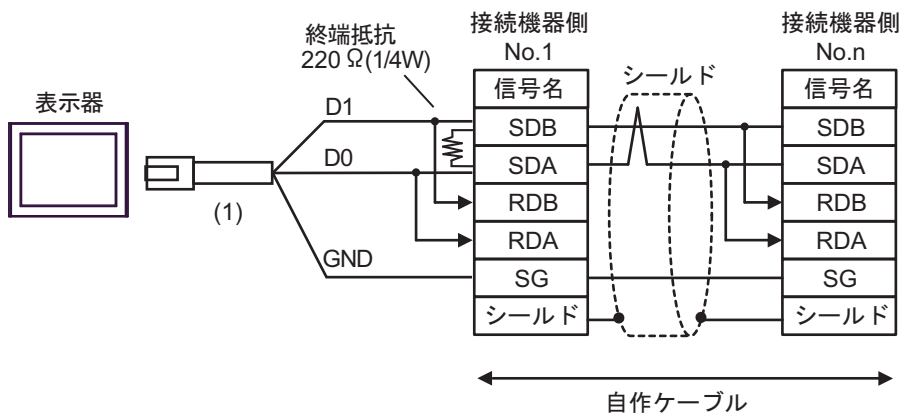 表示器
(1)
D1
D0
GND
終端抵抗
220 Ω(1/4W)
接続機器側
No.1
信号名
SDB
SDA
RDB
RDA
SG
シールド
シールド
接続機器側
No.n
信号名
SDB
SDA
RDB
RDA
SG
シールド
自作ケーブル